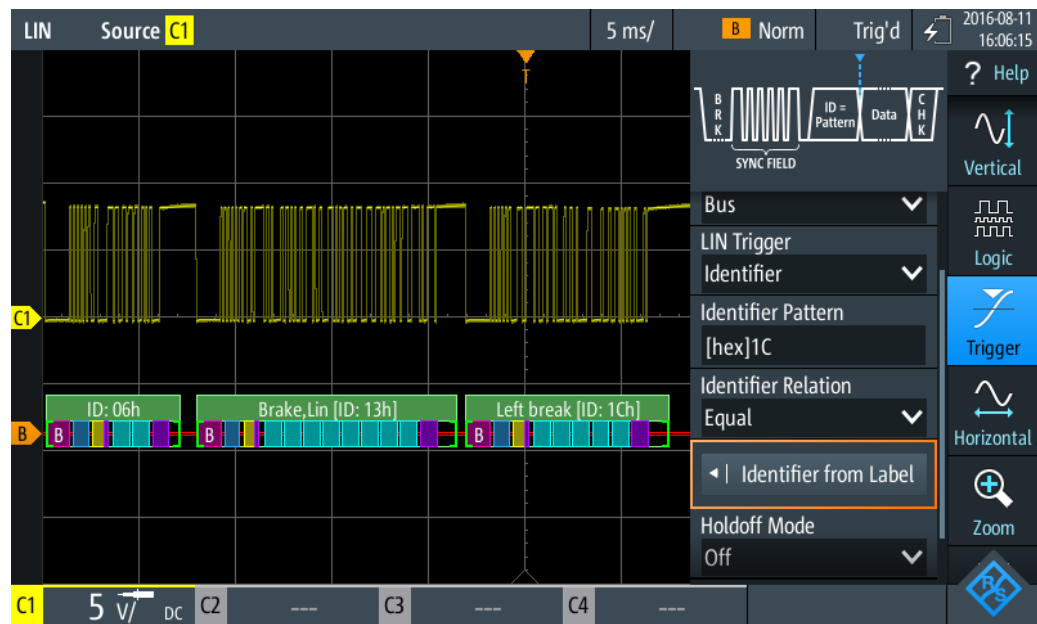 LIN Source C1 5 ms/ B Norm Trig'd 2016-08-11
16:06:15
? Help
T
B
R
K
ID =
Pattern
Data
C
H
K
SYNC FIELD
Vertical
Bus
LIN Trigger
Identifier
Logic
Identifier Pattern
[hex]1C
Trigger
C1
Identifier Relation
Equal
ID: 06h
Brake,Lin [ID: 13h]
Left break [ID: 1Ch]
B
B
B
B
Horizontal
Identifier from Label
Holdoff Mode
Off
Zoom
R/S
C1 5 V/ DC C2 --- C3 --- C4 ---